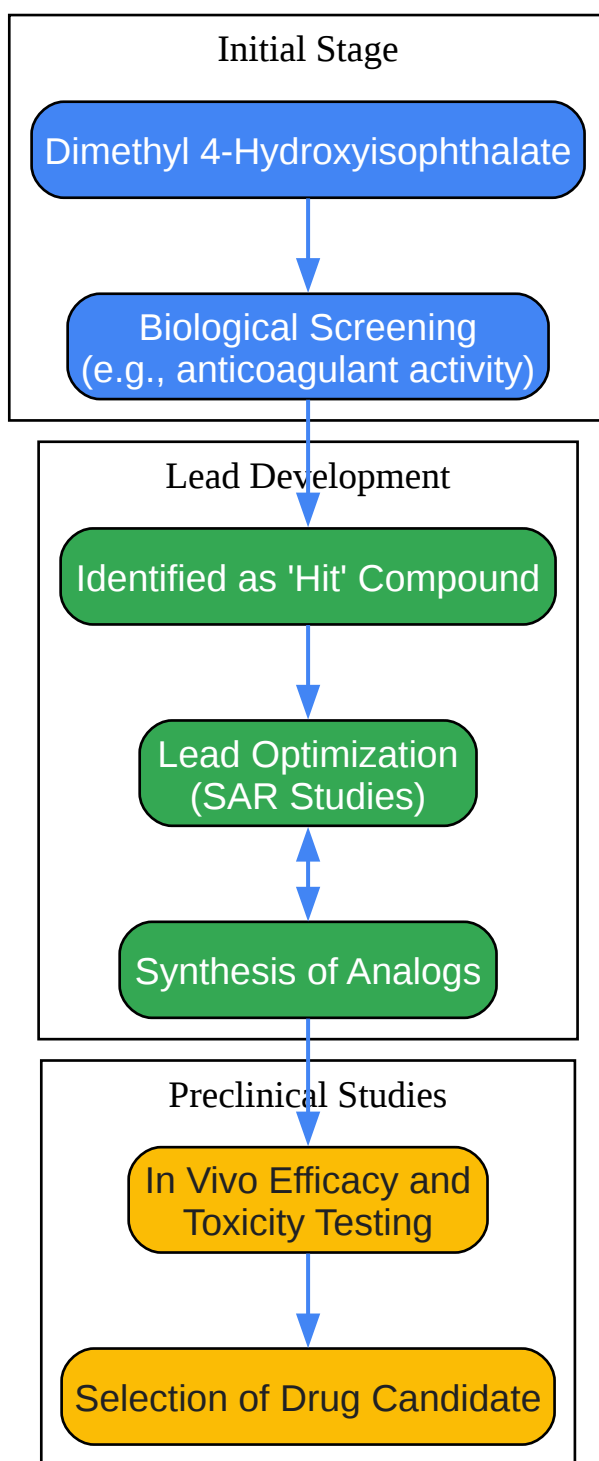 Initial Stage
Dimethyl 4-Hydroxyisophthalate
Biological Screening
(e.g., anticoagulant activity)
Lead Development
Identified as 'Hit' Compound
Lead Optimization
(SAR Studies)
Synthesis of Analogs
Preclinical Studies
In Vivo Efficacy and
Toxicity Testing
Selection of Drug Candidate